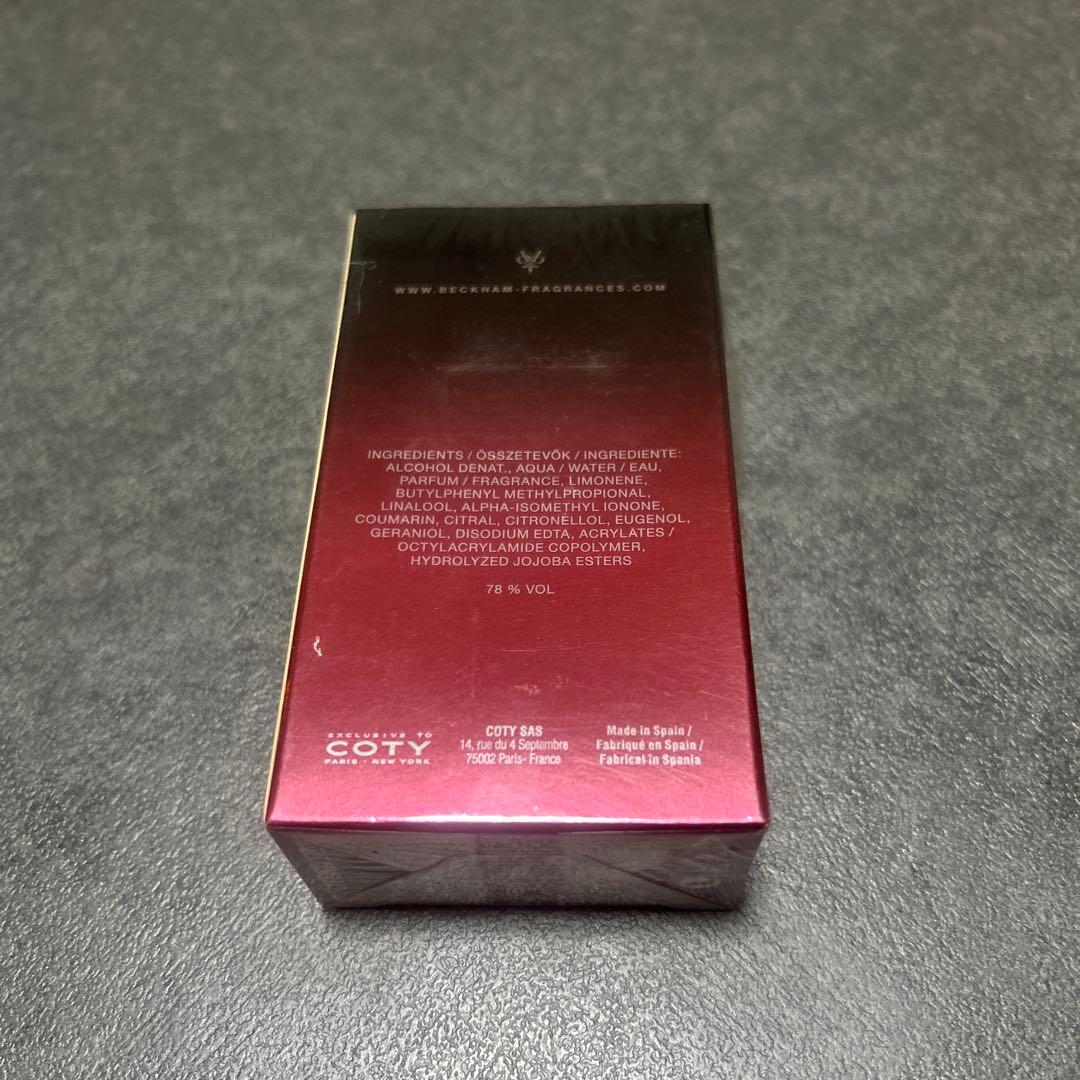 WWW.BECKHAM-FRAGRANCES.COM
INGREDIENTS / ÖSSZETEVŐK / INGREDIENTE:
ALCOHOL DENAT., AQUA / WATER / EAU,
PARFUM / FRAGRANCE, LIMONENE,
BUTYLPHENYL METHYLPROPIONAL,
LINALOOL, ALPHA-ISOMETHYL IONONE,
COUMARIN, CITRAL, CITRONELLOL, EUGENOL,
GERANIOL, DISODIUM EDTA, ACRYLATES /
OCTYLACRYLAMIDE COPOLYMER,
HYDROLYZED JOJOBA ESTERS
78 % VOL
EXCLUSIVE TO
COTY
PARIS - NEW YORK
COTY SAS
14, rue du 4 Septembre
75002 Paris- France
Made in Spain /
Fabriqué en Spain /
Fabricat în Spania